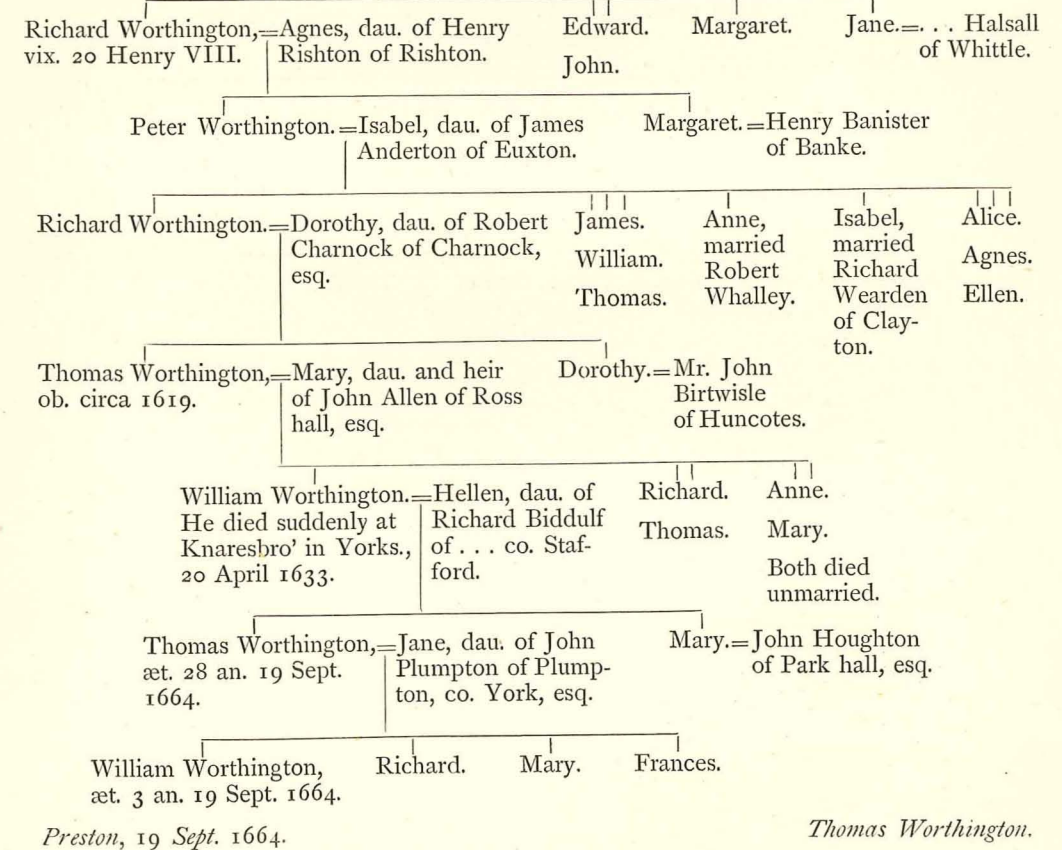 Richard Worthington,=Agnes, dau. of Henry
vix. 20 Henry VIII. Rishton of Rishton.
Edward.
John.
Margaret.
Jane.=. . . Halsall
of Whittle.
Peter Worthington.=Isabel, dau. of James
Anderton of Euxton.
Margaret.=Henry Banister
of Banke.
Richard Worthington.=Dorothy, dau. of Robert
Charnock of Charnock,
esq.
James.
William.
Thomas.
Anne,
married
Robert
Whalley.
Isabel,
married
Richard
Wearden
of Clay-
ton.
Alice.
Agnes.
Ellen.
Thomas Worthington,=Mary, dau. and heir
ob. circa 1619. of John Allen of Ross
hall, esq.
Dorothy.=Mr. John
Birtwisle
of Huncotes.
William Worthington.=Hellen, dau. of
He died suddenly at Richard Biddulf
Knaresbro' in Yorks., of . . . co. Staf-
20 April 1633. ford.
Richard.
Thomas.
Anne.
Mary.
Both died
unmarried.
Thomas Worthington,=Jane, dau. of John
æt. 28 an. 19 Sept. Plumpton of Plump-
1664. ton, co. York, esq.
Mary.=John Houghton
of Park hall, esq.
William Worthington,
æt. 3 an. 19 Sept. 1664.
Richard.
Mary.
Frances.
Preston, 19 Sept. 1664.
Thomas Worthington.